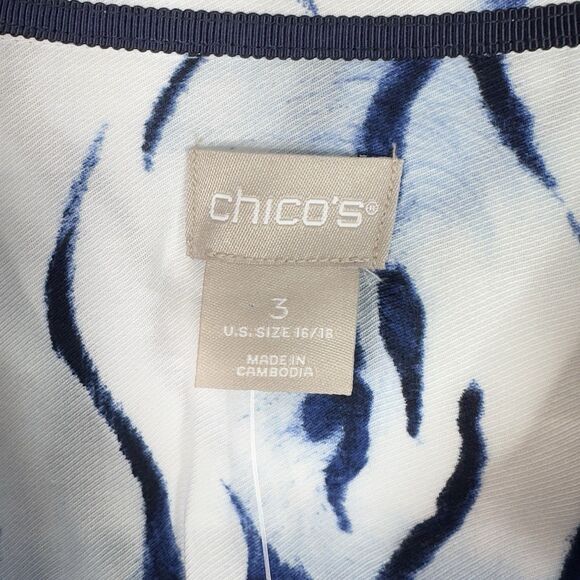 chico's®
3
U.S. SIZE 16/18
MADE IN
CAMBODIA